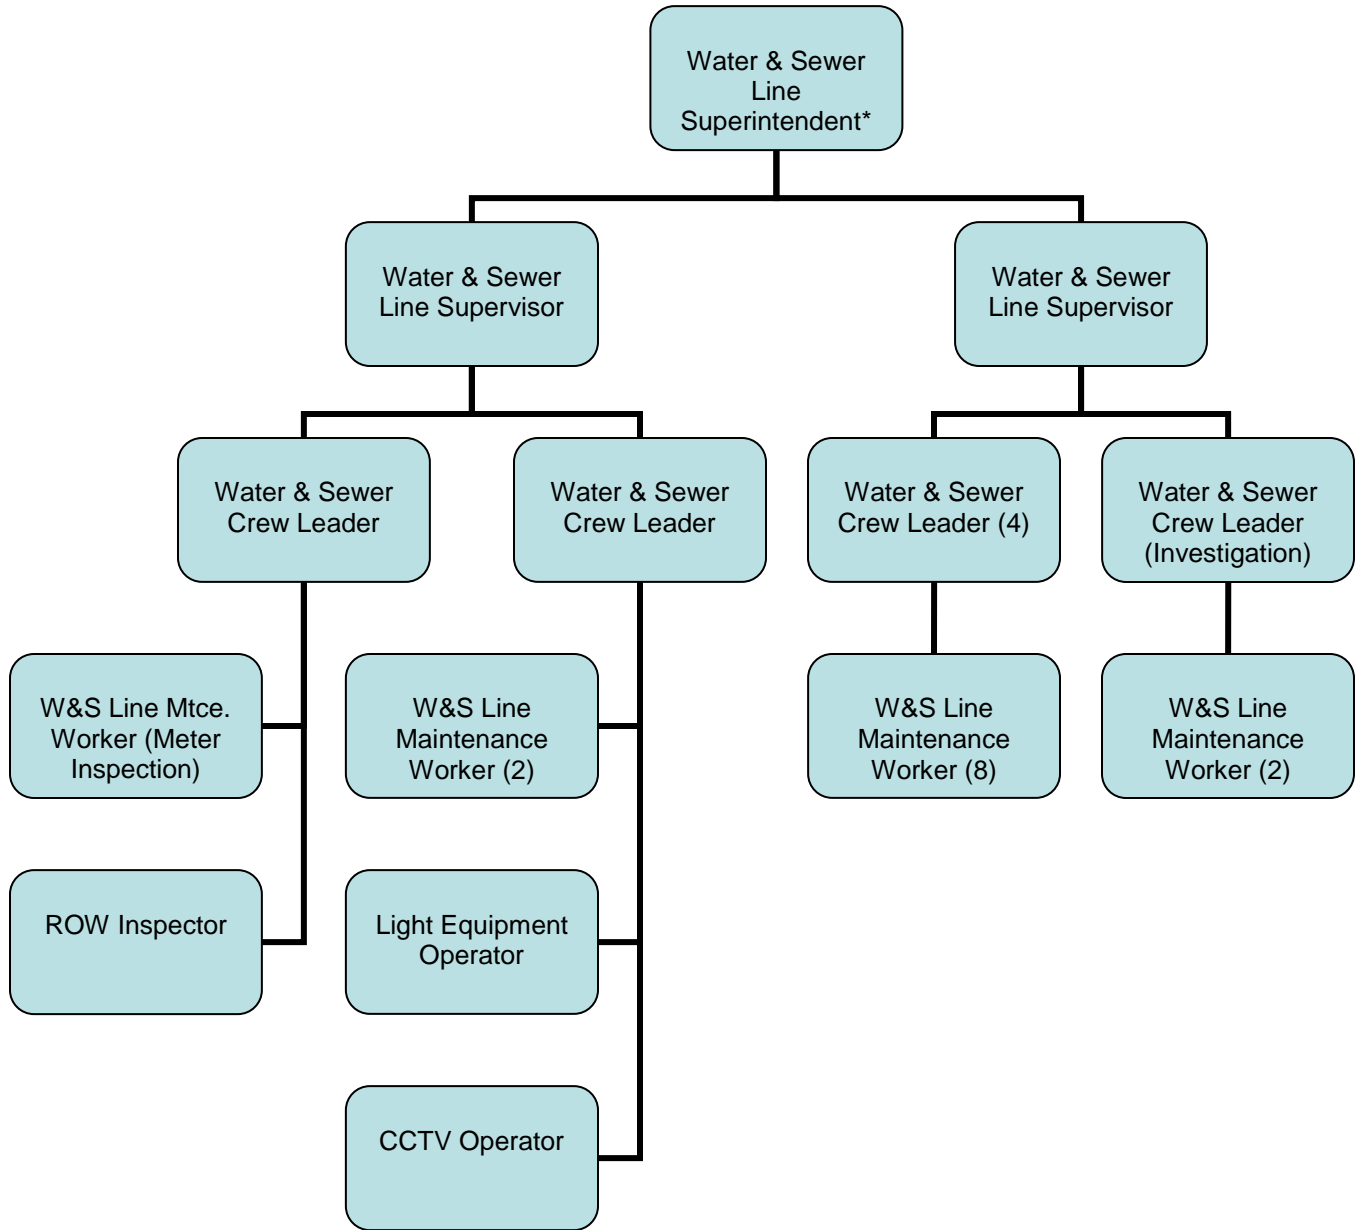 Water & Sewer
Line
Superintendent*
Water & Sewer
Line Supervisor
Water & Sewer
Line Supervisor
Water & Sewer
Crew Leader
Water & Sewer
Crew Leader
Water & Sewer
Crew Leader (4)
Water & Sewer
Crew Leader
(Investigation)
W&S Line Mtce.
Worker (Meter
Inspection)
W&S Line
Maintenance
Worker (2)
W&S Line
Maintenance
Worker (8)
W&S Line
Maintenance
Worker (2)
ROW Inspector
Light Equipment
Operator
CCTV Operator